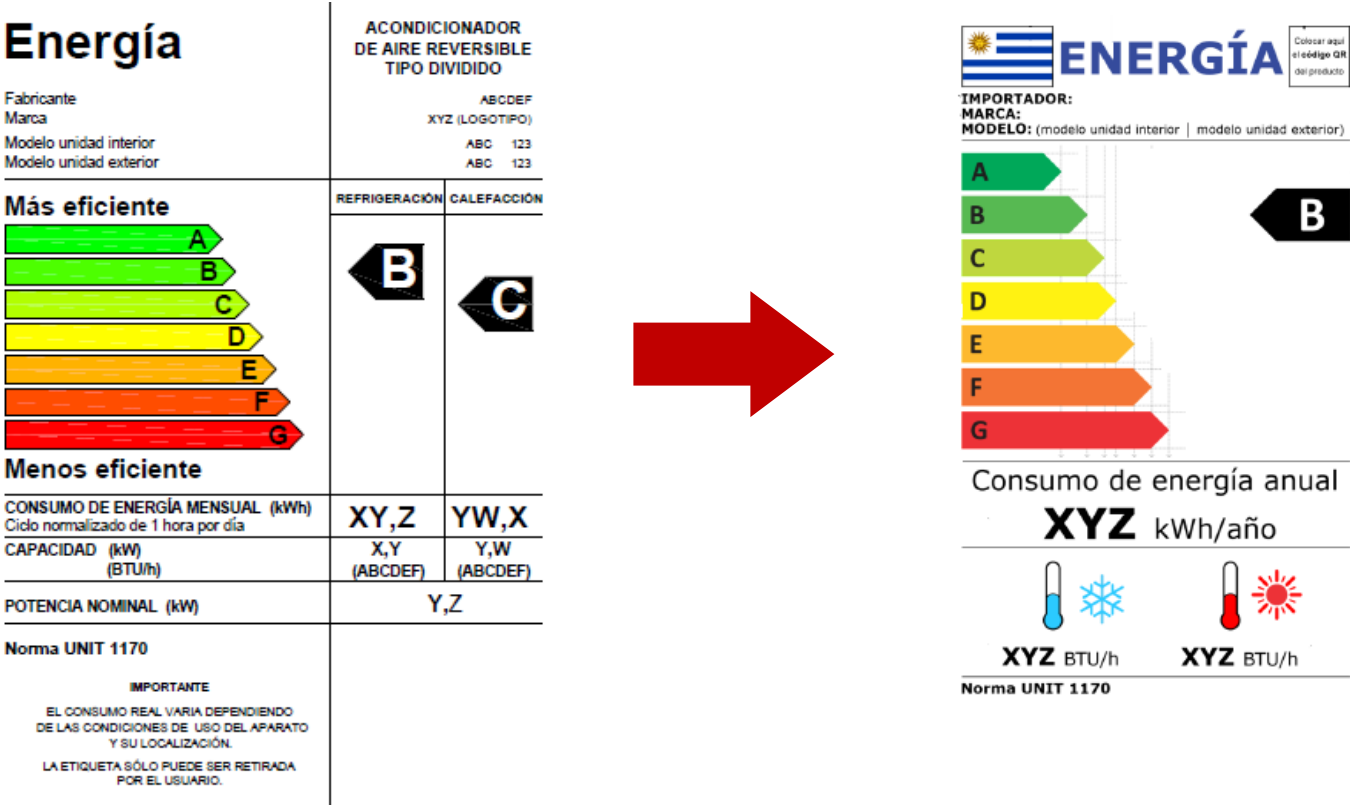 Energía
ACONDICIONADOR
DE AIRE REVERSIBLE
TIPO DIVIDIDO
Fabricante ABCDEF
Marca XYZ (LOGOTIPO)
Modelo unidad interior ABC 123
Modelo unidad exterior ABC 123
Más eficiente
REFRIGERACIÓN CALEFACCIÓN
A
B
C
D
E
F
G
B
C
Menos eficiente
CONSUMO DE ENERGÍA MENSUAL (kWh)
Ciclo normalizado de 1 hora por día
XY,Z YW,X
CAPACIDAD (kW) X,Y Y,W
(BTU/h) (ABCDEF) (ABCDEF)
POTENCIA NOMINAL (kW) Y,Z
Norma UNIT 1170
IMPORTANTE
EL CONSUMO REAL VARIA DEPENDIENDO
DE LAS CONDICIONES DE USO DEL APARATO
Y SU LOCALIZACIÓN.
LA ETIQUETA SÓLO PUEDE SER RETIRADA
POR EL USUARIO.
ENERGÍA
Colocar aquí
el código QR
del producto
IMPORTADOR:
MARCA:
MODELO: (modelo unidad interior | modelo unidad exterior)
A
B
C
D
E
F
G
B
Consumo de energía anual
XYZ kWh/año
XYZ BTU/h XYZ BTU/h
Norma UNIT 1170